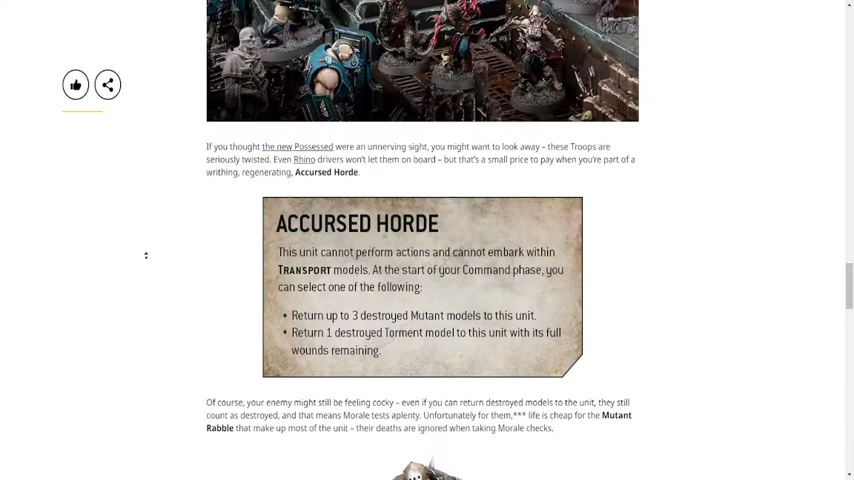 If you thought the new Possessed were an unnerving sight, you might want to look away – these Troops are
seriously twisted. Even Rhino drivers won't let them on board – but that's a small price to pay when you're part of a
writhing, regenerating, Accursed Horde.
ACCURSED HORDE
This unit cannot perform actions and cannot embark within
TRANSPORT models. At the start of your Command phase, you
can select one of the following:
• Return up to 3 destroyed Mutant models to this unit.
• Return 1 destroyed Torment model to this unit with its full
wounds remaining.
Of course, your enemy might still be feeling cocky – even if you can return destroyed models to the unit, they still
count as destroyed, and that means Morale tests aplenty. Unfortunately for them,*** life is cheap for the Mutant
Rabble that make up most of the unit – their deaths are ignored when taking Morale checks.